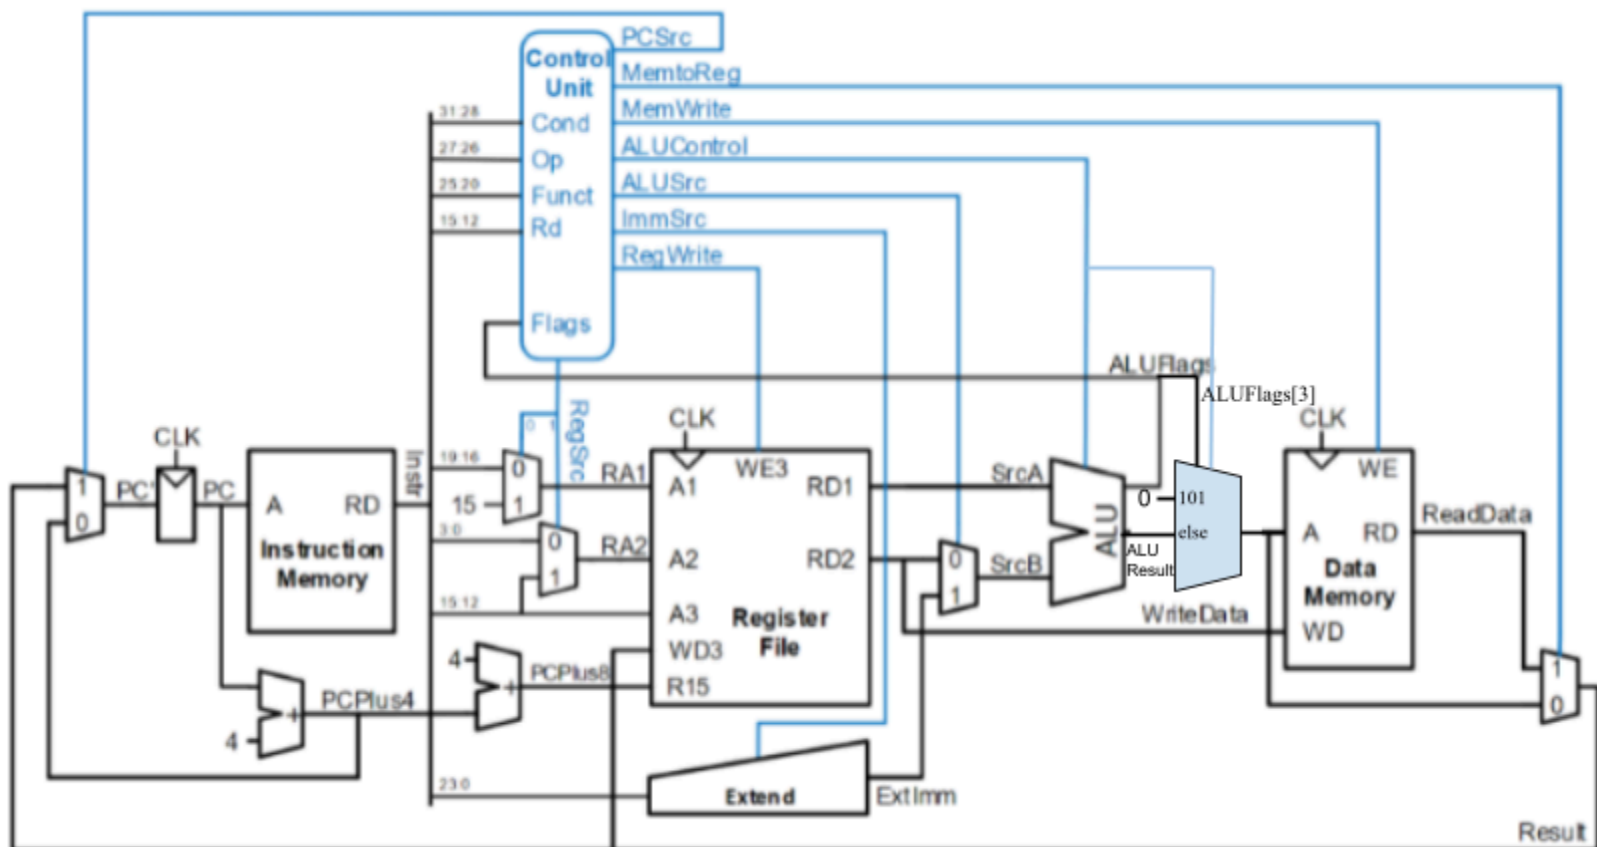 PCSrc
Control
Unit
MemtoReg
31:28
Cond
MemWrite
27:26
Op
ALUControl
25:20
Funct
ALUSrc
15:12
Rd
ImmSrc
RegWrite
Flags
ALUFlags
ALUFlags[3]
RegSrc
0 1
CLK
CLK
CLK
1
0
PC'
PC
A
RD
Instruction
Memory
Instr
19:16
0
15
1
RA1
A1
WE3
RD1
SrcA
3:0
0
1
RA2
A2
RD2
0
1
SrcB
ALU
0
101
else
ALU
Result
WE
A
RD
ReadData
Data
Memory
15:12
A3
Register
File
WriteData
WD
WD3
4
+
PCPlus8
R15
1
0
PCPlus4
+
4
23:0
Extend
ExtImm
Result